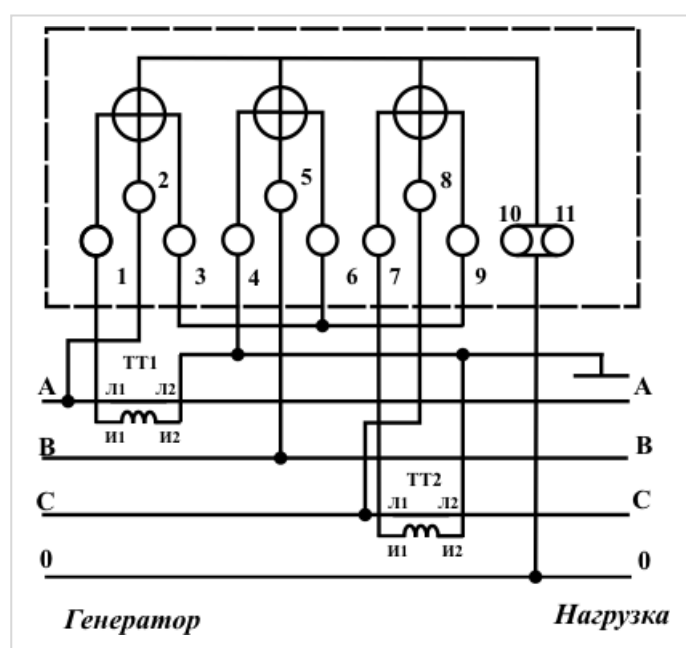 2 5 8
10 11
1 3 4 6 7 9
ТТ1
А Л1 Л2 А
И1 И2
В В
ТТ2
С Л1 Л2 С
И1 И2
0 0
Генератор Нагрузка